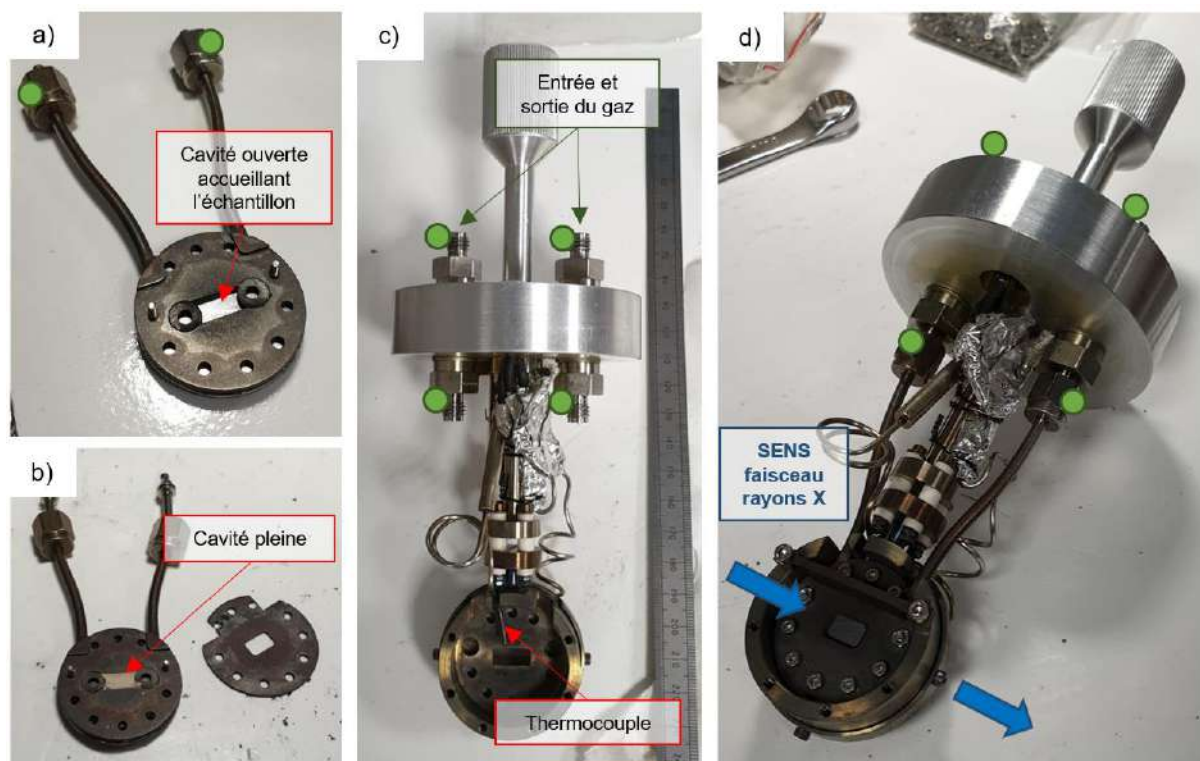 a)
Cavité ouverte
accueillant
l'échantillon
b)
Cavité pleine
c)
Entrée et
sortie du gaz
Thermocouple
d)
SENS
faisceau
rayons X